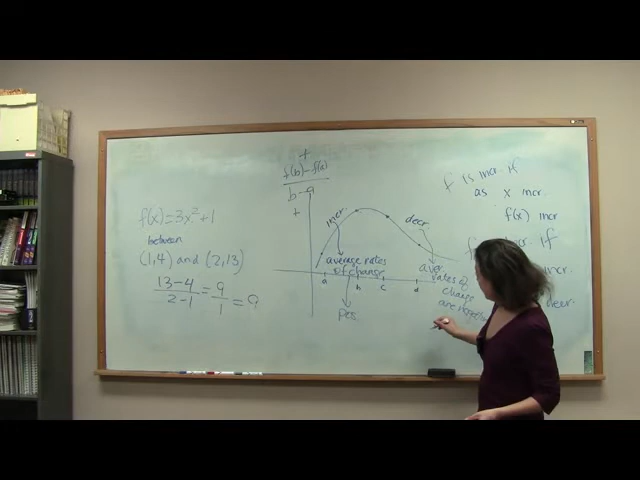 f(x)=3x²+1
between
(1,4) and (2,13)
13-4 / 2-1 = 9/1 = 9
+
f(b)-f(a)
b-a
+
incr.
average rates
of change
a b c d
pos
decr.
aver
rates of
change
are
f is incr. if
as x incr.
f(x) incr
f if
incr.
decr.